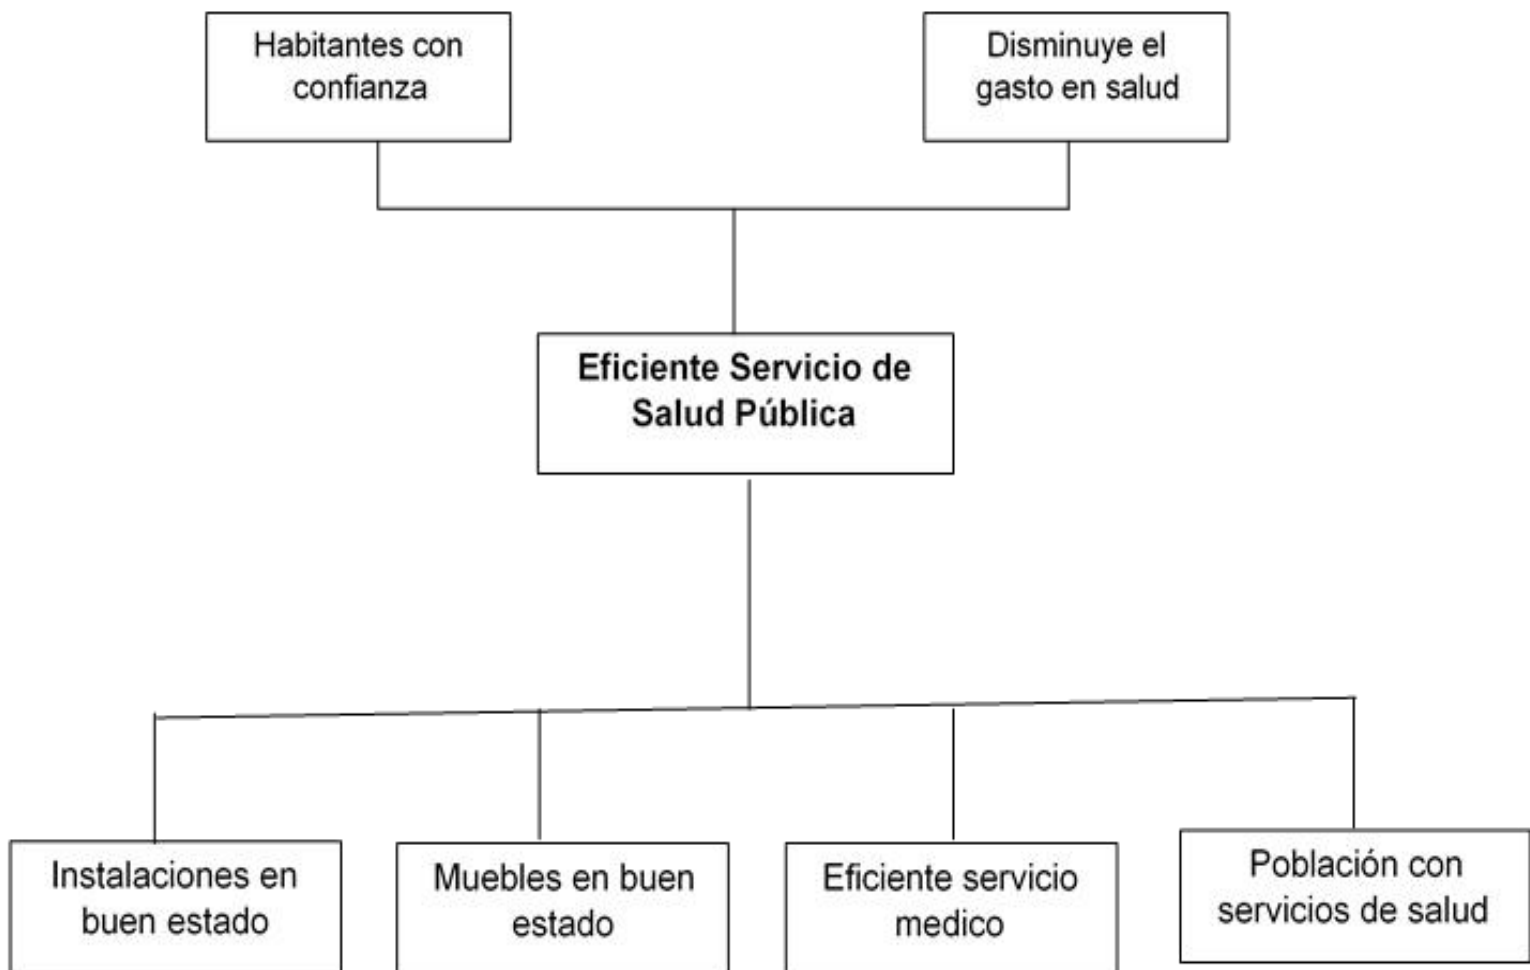 Habitantes con
confianza
Disminuye el
gasto en salud
Eficiente Servicio de
Salud Pública
Instalaciones en
buen estado
Muebles en buen
estado
Eficiente servicio
medico
Población con
servicios de salud